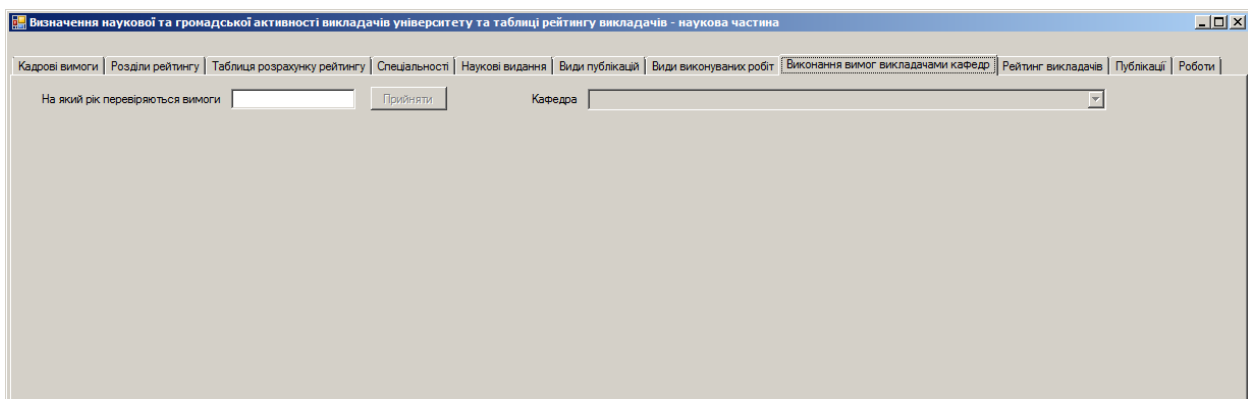 Визначення наукової та громадської активності викладачів університету та таблиці рейтингу викладачів - наукова частина
Кадрові вимоги Розділи рейтингу Таблиця розрахунку рейтингу Спеціальності Наукові видання Види публікацій Види виконуваних робіт Виконання вимог викладачами кафедр Рейтинг викладачів Публікації Роботи
На який рік перевіряються вимоги Прийняти Кафедра